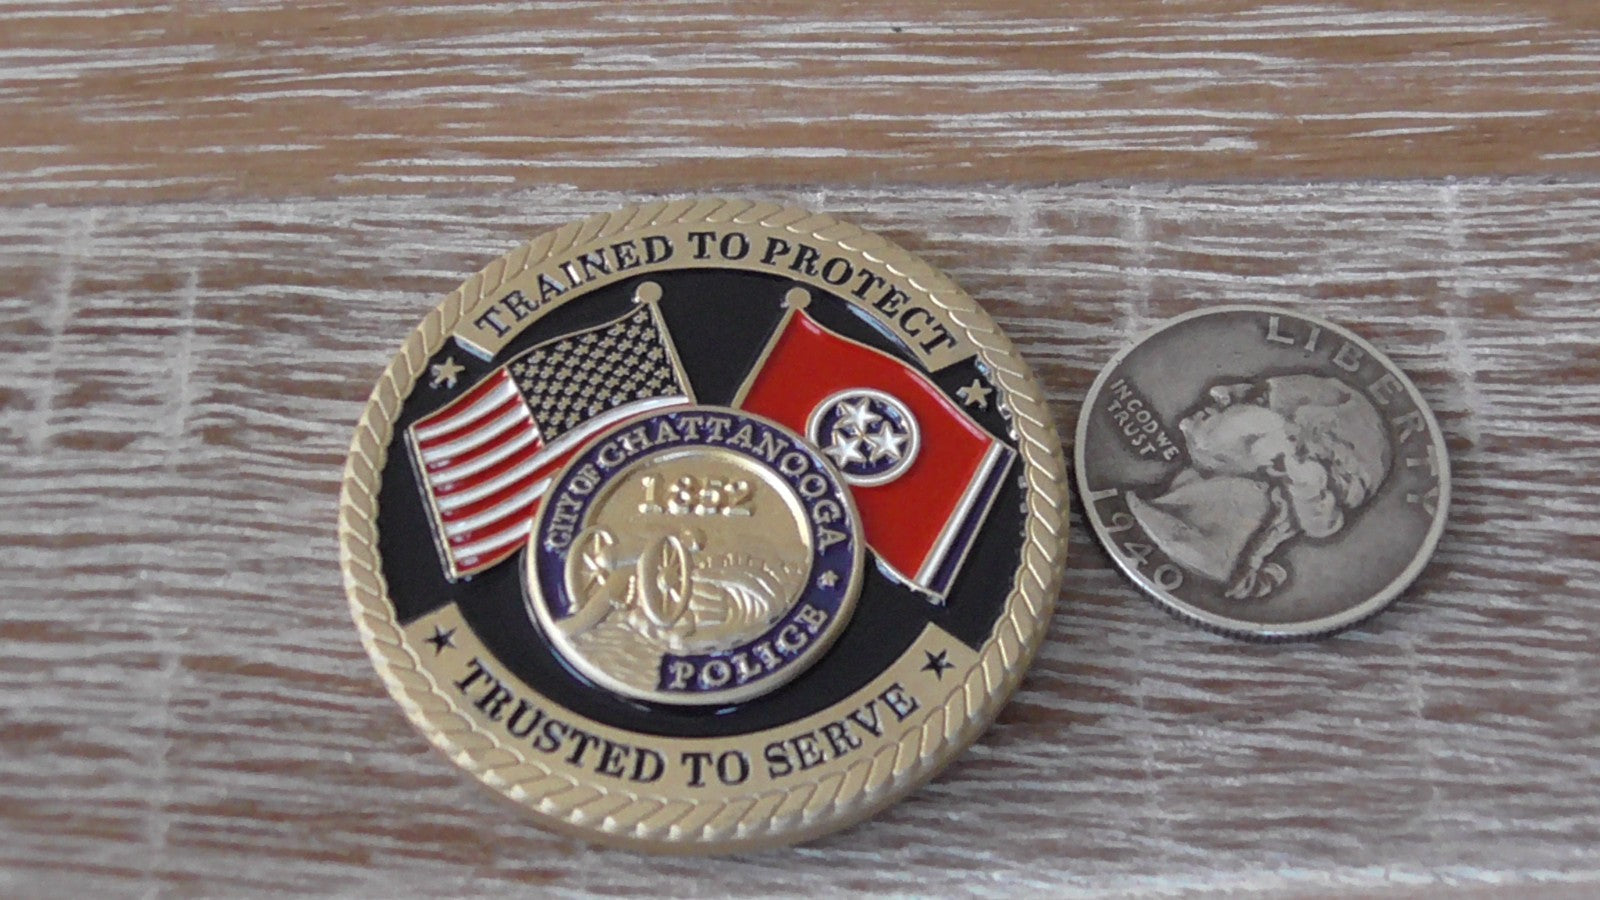 TRAINED TO PROTECT
CITY OF CHATTANOOGA
1852
POLICE
TRUSTED TO SERVE
LIBERTY
IN GOD WE
TRUST
1940